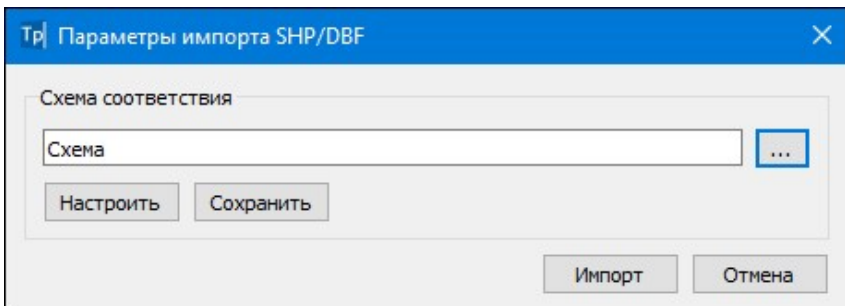 Тр Параметры импорта SHP/DBF
Схема соответствия
Схема ...
Настроить Сохранить
Импорт Отмена